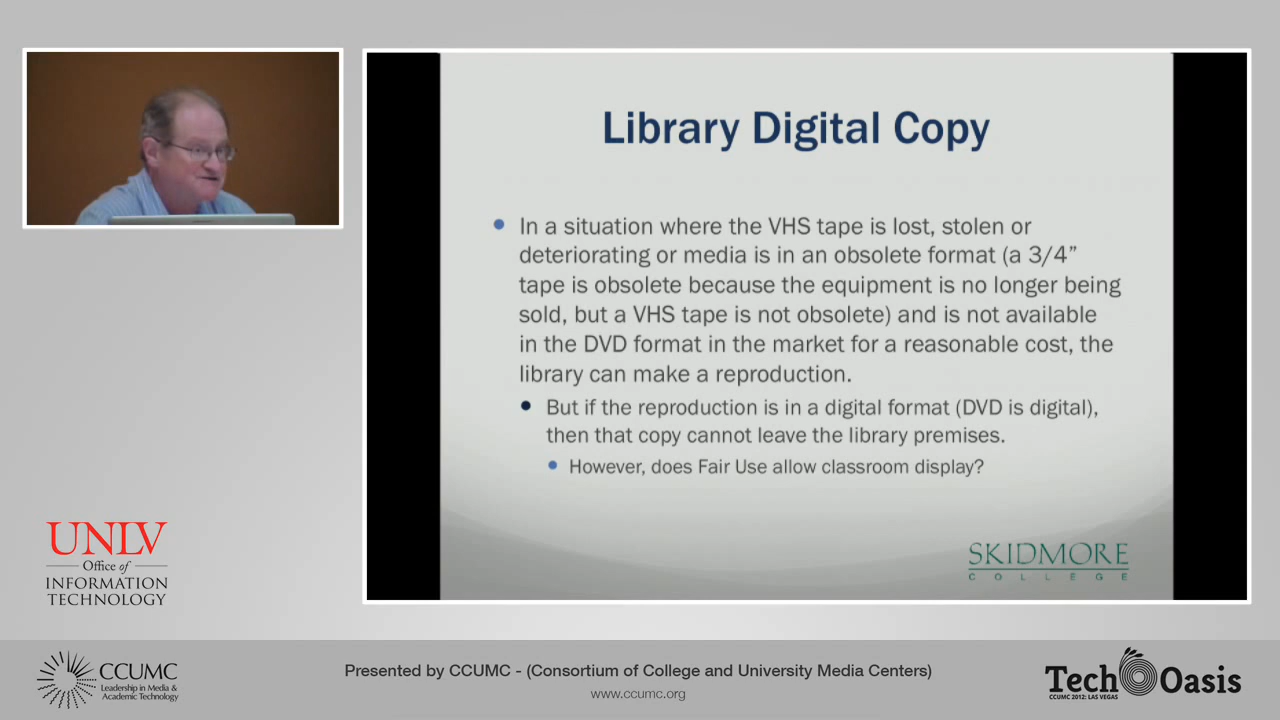 Library Digital Copy
In a situation where the VHS tape is lost, stolen or
deteriorating or media is in an obsolete format (a 3/4”
tape is obsolete because the equipment is no longer being
sold, but a VHS tape is not obsolete) and is not available
in the DVD format in the market for a reasonable cost, the
library can make a reproduction.
But if the reproduction is in a digital format (DVD is digital),
then that copy cannot leave the library premises.
However, does Fair Use allow classroom display?
SKIDMORE
COLLEGE
UNLV
Office of
INFORMATION
TECHNOLOGY
CCUMC
Leadership in Media &
Academic Technology
Presented by CCUMC - (Consortium of College and University Media Centers)
www.ccumc.org
Tech Oasis
CCUMC 2012: LAS VEGAS